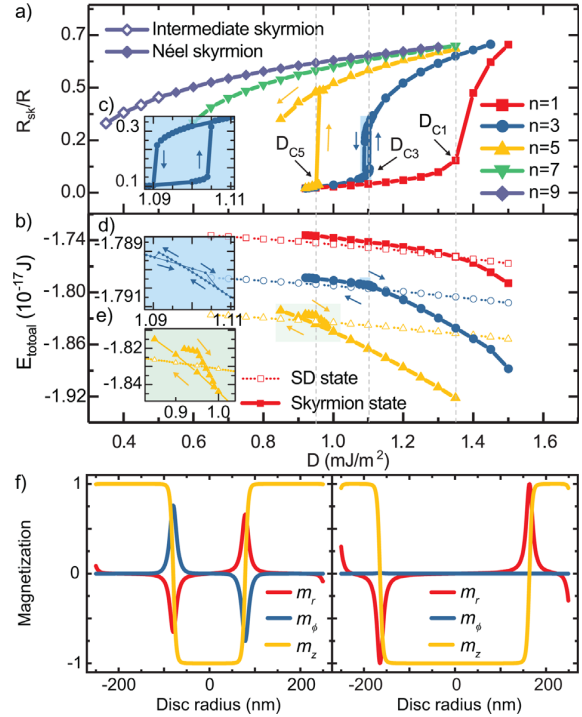 a)
Intermediate skyrmion
Néel skyrmion
R_sk/R
0.7
0.5
0.2
0.0
c)
0.3
0.1
1.09
1.11
D_C5
D_C3
D_C1
n=1
n=3
n=5
n=7
n=9
b)
E_totoal (10^-17 J)
-1.74
-1.80
-1.86
-1.92
d)
-1.789
-1.791
1.09
1.11
e)
-1.82
-1.84
0.9
1.0
SD state
Skyrmion state
0.4
0.6
0.8
1.0
1.2
1.4
1.6
D (mJ/m²)
f)
Magnetization
1
0
-1
m_r
m_ϕ
m_z
m_r
m_ϕ
m_z
-200
0
200
-200
0
200
Disc radius (nm)
Disc radius (nm)